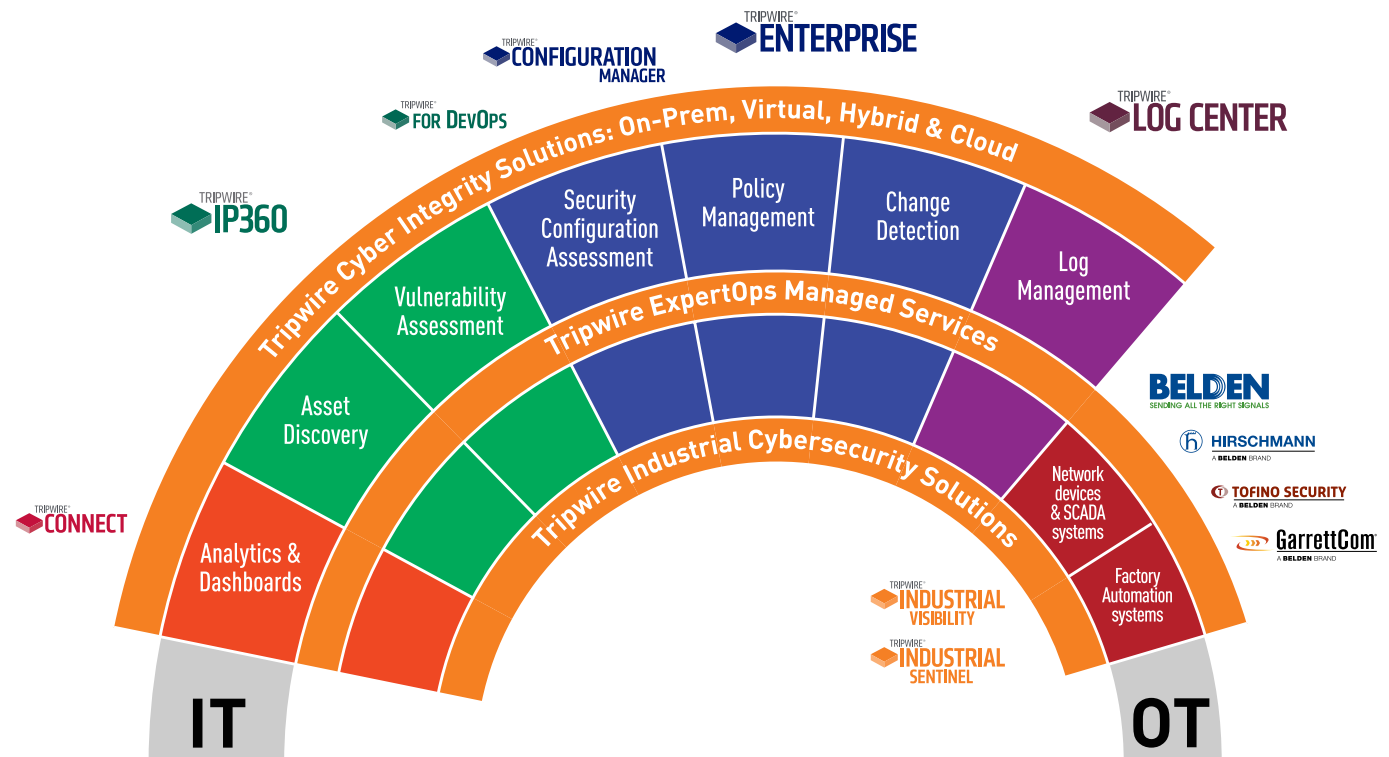 TRIPWIRE®
ENTERPRISE
TRIPWIRE®
CONFIGURATION
MANAGER
TRIPWIRE®
FOR DEVOPS
TRIPWIRE®
LOG CENTER
TRIPWIRE®
IP360
TRIPWIRE®
CONNECT
Tripwire Cyber Integrity Solutions: On-Prem, Virtual, Hybrid & Cloud
Analytics &
Dashboards
Asset
Discovery
Vulnerability
Assessment
Security
Configuration
Assessment
Policy
Management
Change
Detection
Log
Management
Tripwire ExpertOps Managed Services
Tripwire Industrial Cybersecurity Solutions
Network
devices
& SCADA
systems
Factory
Automation
systems
BELDEN
SENDING ALL THE RIGHT SIGNALS
HIRSCHMANN
A BELDEN BRAND
TOFINO SECURITY
A BELDEN BRAND
GarrettCom
A BELDEN BRAND
TRIPWIRE®
INDUSTRIAL
VISIBILITY
TRIPWIRE®
INDUSTRIAL
SENTINEL
IT
OT